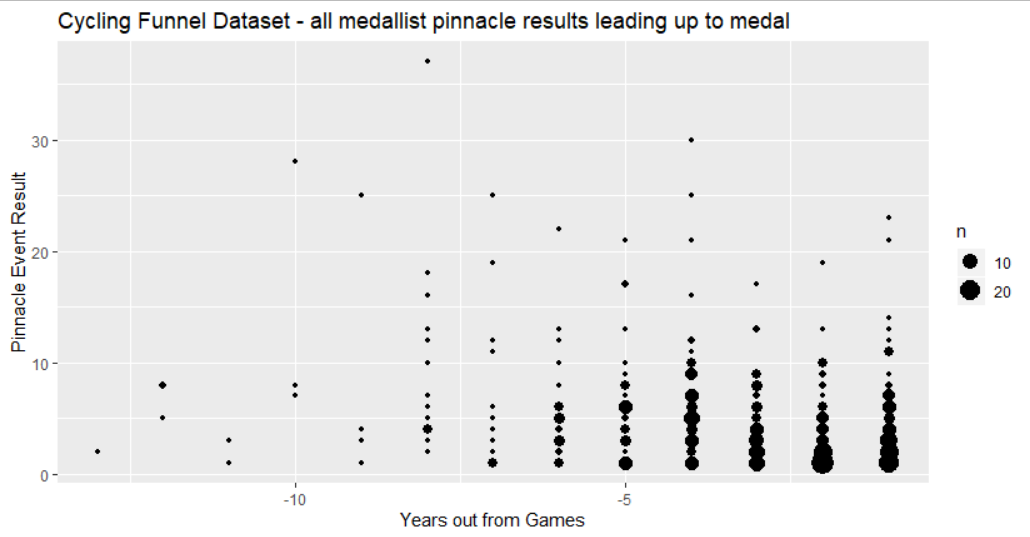 Cycling Funnel Dataset - all medallist pinnacle results leading up to medal
Pinnacle Event Result
30
20
10
0
-10
-5
Years out from Games
n
10
20